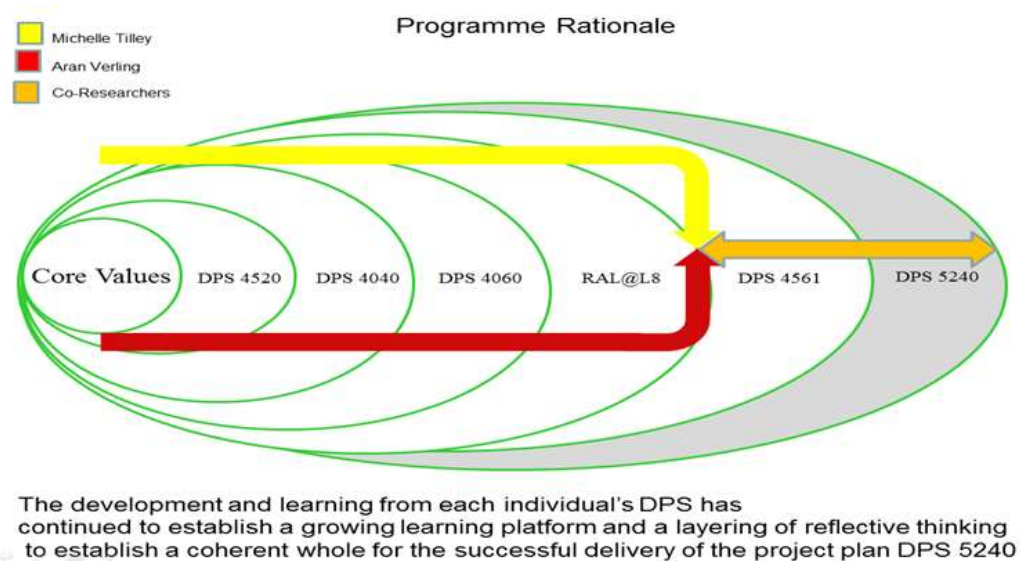 Programme Rationale
Michelle Tilley
Aran Verling
Co-Researchers
Core Values DPS 4520 DPS 4040 DPS 4060 RAL@L8 DPS 4561 DPS 5240
The development and learning from each individual's DPS has
continued to establish a growing learning platform and a layering of reflective thinking
to establish a coherent whole for the successful delivery of the project plan DPS 5240